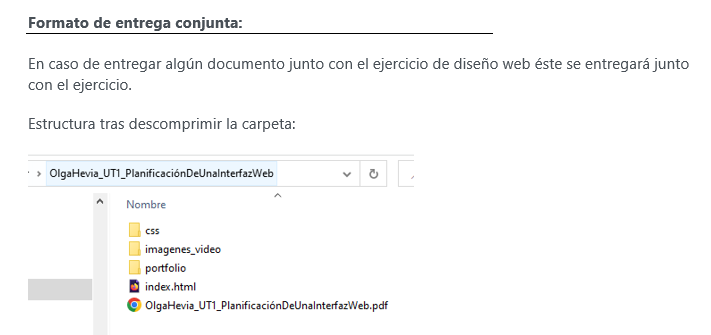 Formato de entrega conjunta:
En caso de entregar algún documento junto con el ejercicio de diseño web éste se entregará junto
con el ejercicio.
Estructura tras descomprimir la carpeta:
OlgaHevia_UT1_PlanificaciónDeUnaInterfazWeb
Nombre
css
imagenes_video
portfolio
index.html
OlgaHevia_UT1_PlanificaciónDeUnaInterfazWeb.pdf